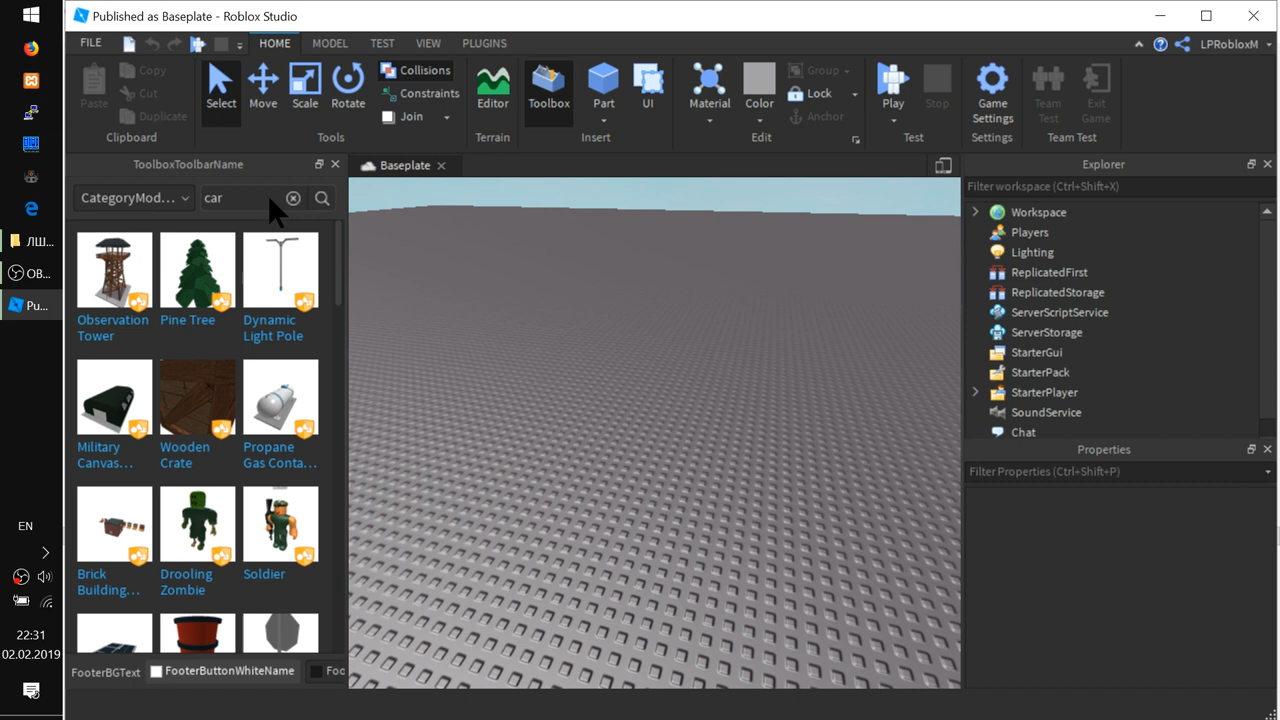 Published as Baseplate - Roblox Studio
FILE HOME MODEL TEST VIEW PLUGINS LPRobloxM
Paste
Copy
Cut
Duplicate
Clipboard
Select
Move
Scale
Rotate
Collisions
Constraints
Join
Tools
Editor
Terrain
Toolbox
Part
UI
Insert
Material
Color
Group
Lock
Anchor
Edit
Play
Stop
Test
Game
Settings
Settings
Team
Test
Exit
Game
Team Test
ToolboxToolbarName
CategoryMod...
car
Observation
Tower
Pine Tree
Dynamic
Light Pole
Military
Canvas...
Wooden
Crate
Propane
Gas Conta...
Brick
Building...
Drooling
Zombie
Soldier
FooterBGText
FooterButtonWhiteName
Foo
Baseplate
Explorer
Filter workspace (Ctrl+Shift+X)
Workspace
Players
Lighting
ReplicatedFirst
ReplicatedStorage
ServerScriptService
ServerStorage
StarterGui
StarterPack
StarterPlayer
SoundService
Chat
Properties
Filter Properties (Ctrl+Shift+P)
ЛШ...
OB...
Pu...
EN
22:31
02.02.2019